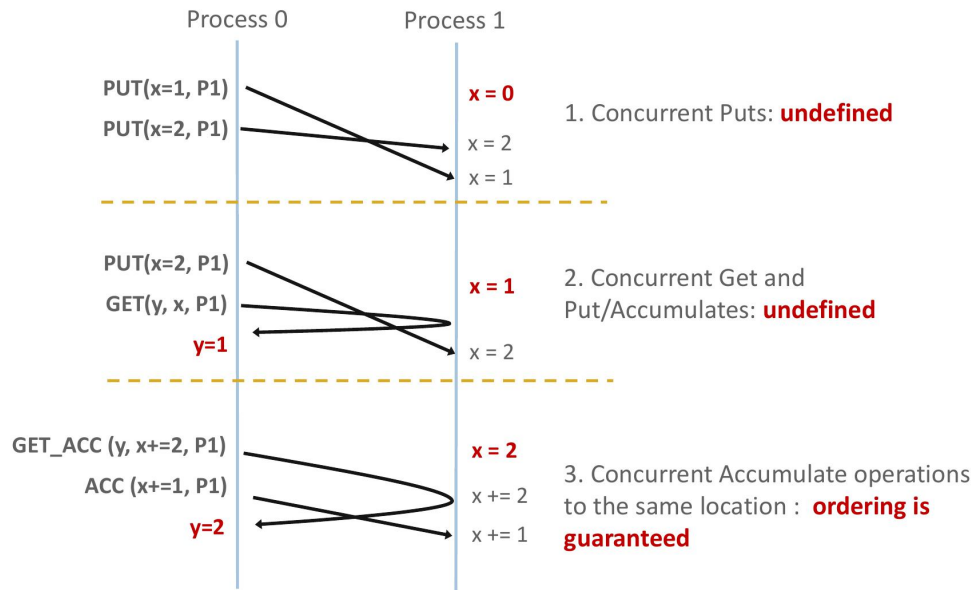 Process 0
Process 1
PUT(x=1, P1)
PUT(x=2, P1)
x = 0
x = 2
x = 1
1. Concurrent Puts: undefined
PUT(x=2, P1)
GET(y, x, P1)
y=1
x = 1
x = 2
2. Concurrent Get and
Put/Accumulates: undefined
GET_ACC (y, x+=2, P1)
ACC (x+=1, P1)
y=2
x = 2
x += 2
x += 1
3. Concurrent Accumulate operations
to the same location : ordering is
guaranteed